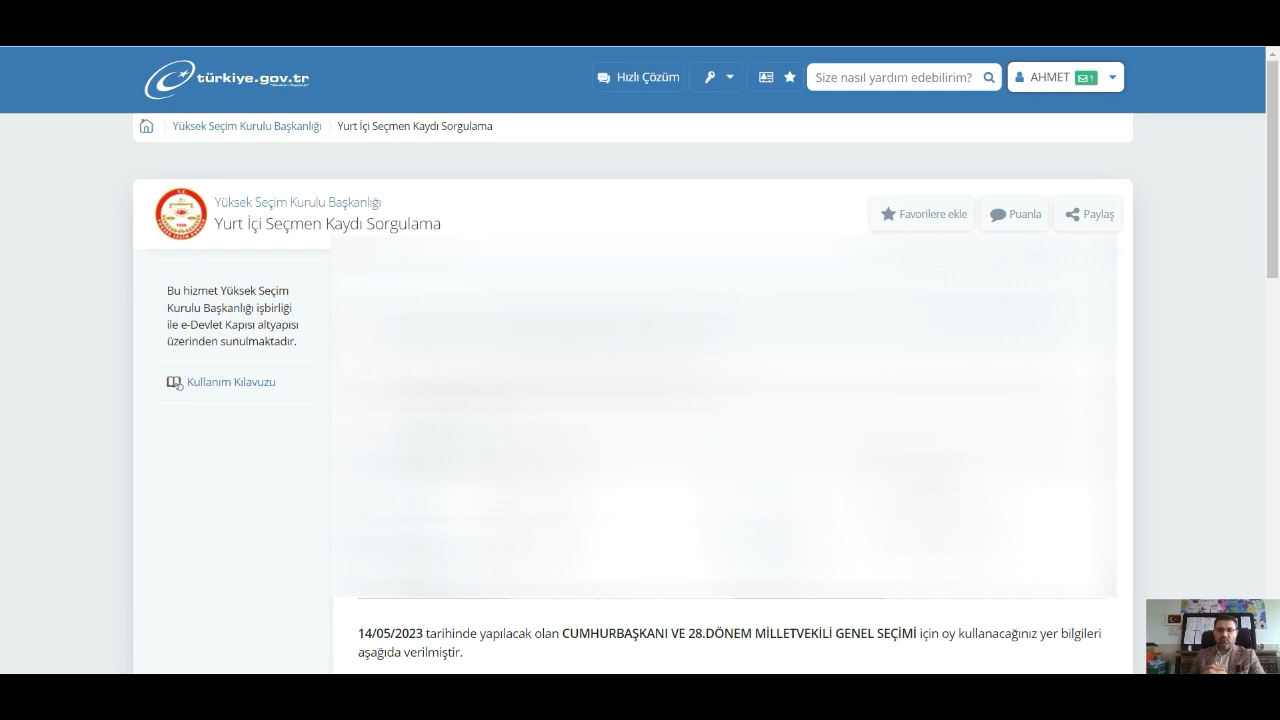 türkiye.gov.tr
Hızlı Çözüm
Size nasıl yardım edebilirim?
AHMET
1
Yüksek Seçim Kurulu Başkanlığı
Yurt İçi Seçmen Kaydı Sorgulama
Yüksek Seçim Kurulu Başkanlığı
Yurt İçi Seçmen Kaydı Sorgulama
Favorilere ekle
Puanla
Paylaş
Bu hizmet Yüksek Seçim
Kurulu Başkanlığı işbirliği
ile e-Devlet Kapısı altyapısı
üzerinden sunulmaktadır.
Kullanım Kılavuzu
14/05/2023 tarihinde yapılacak olan CUMHURBAŞKANI VE 28.DÖNEM MİLLETVEKİLİ GENEL SEÇİMİ için oy kullanacağınız yer bilgileri
aşağıda verilmiştir.